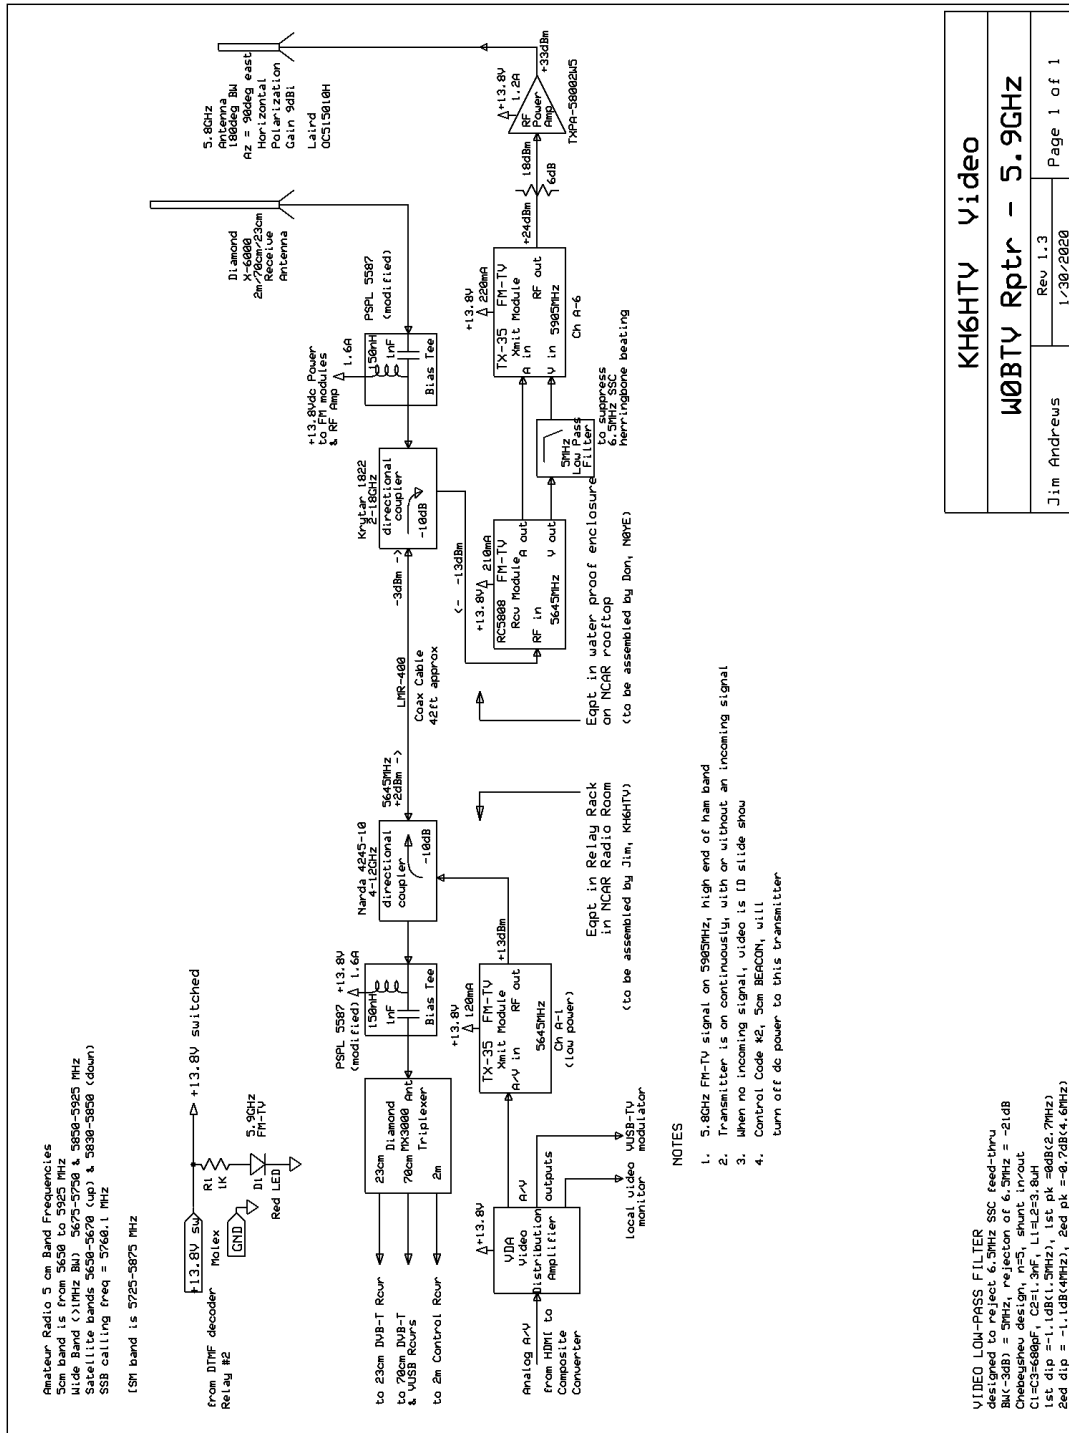 Amateur Radio 5 cm Band Frequencies
5cm band is from 5650 to 5925 MHz
Wide Band (>1MHz BW) 5675-5750 & 5850-5925 MHz
Satellite bands 5650-5670 (up) & 5830-5850 (down)
SSB calling freq = 5760.1 MHz
ISM band is 5725-5875 MHz
from DTMF decoder
Relay #2
+13.8V sw
Molex
GND
+13.8V switched
R1
1K
D1
5.9GHz
FM-TV
Red LED
to 23cm DVB-T Rcvr
to 70cm DVB-T
& VUSB Rcvrs
to 2m Control Rcvr
23cm
70cm
2m
Diamond
MX3000
Triplexer
Ant
PSPL 5587
(modified)
+13.8V
1.6A
150nH
1nF
Bias Tee
Narda 4245-10
4-12GHz
directional
coupler
-10dB
5645MHz
+2dBm ->
LMR-400
Coax Cable
42ft approx
-3dBm ->
Krytar 1822
2-18GHz
directional
coupler
-10dB
<- -13dBm
+13.8Vdc Power
to FM modules
& RF Amp
1.6A
150nH
1nF
Bias Tee
PSPL 5587
(modified)
Diamond
X-6000
2m/70cm/23cm
Receive
Antenna
5.8GHz
Antenna
180deg BW
Az = 90deg east
Horizontal
Polarization
Gain 9dBi
Laird
OC515010H
Analog A/V
from HDMI to
Composite
Converter
+13.8V
VDA
Video
Distribution
Amplifier
A/V
outputs
local video
monitor
VUSB-TV
modulator
+13.8V
120mA
TX-35 FM-TV
Xmit Module
A/V in
RF out
5645MHz
Ch A-1
(low power)
+13dBm
Eqpt in Relay Rack
in NCAR Radio Room
(to be assembled by Jim, KH6HTV)
Eqpt in water proof enclosure
on NCAR rooftop
(to be assembled by Don, N0YE)
+13.8V
210mA
RC5808 FM-TV
Rcv Module
RF in
A out
5645MHz
V out
5MHz
Low Pass
Filter
to suppress
6.5MHz SSC
herringbone beating
+13.8V
220mA
TX-35 FM-TV
Xmit Module
A in
RF out
V in 5905MHz
Ch A-6
+24dBm
6dB
18dBm
+13.8V
1.2A
RF
Power
Amp
TXPA-58002W5
+33dBm
NOTES
1. 5.8GHz FM-TV signal on 5905MHz, high end of ham band
2. Transmitter is on continuously, with or without an incoming signal
3. When no incoming signal, video is ID slide show
4. Control Code #2, 5cm BEACON, will
turn off dc power to this transmitter
VIDEO LOW-PASS FILTER
designed to reject 6.5MHz SSC feed-thru
BW(-3dB) = 5MHz, rejecton of 6.5MHz = -21dB
Chebeyshev design, n=5, shunt in/out
C1=C3=680pF, C2=1.3nF, L1=L2=3.8uH
1st dip =-1.1dB(1.5MHz), 1st pk =0dB(2.7MHz)
2ed dip = -1.1dB(4MHz), 2ed pk =-0.7dB(4.6MHz)
KH6HTV Video
W0BTV Rptr - 5.9GHz
Jim Andrews
Rev 1.3
1/30/2020
Page 1 of 1